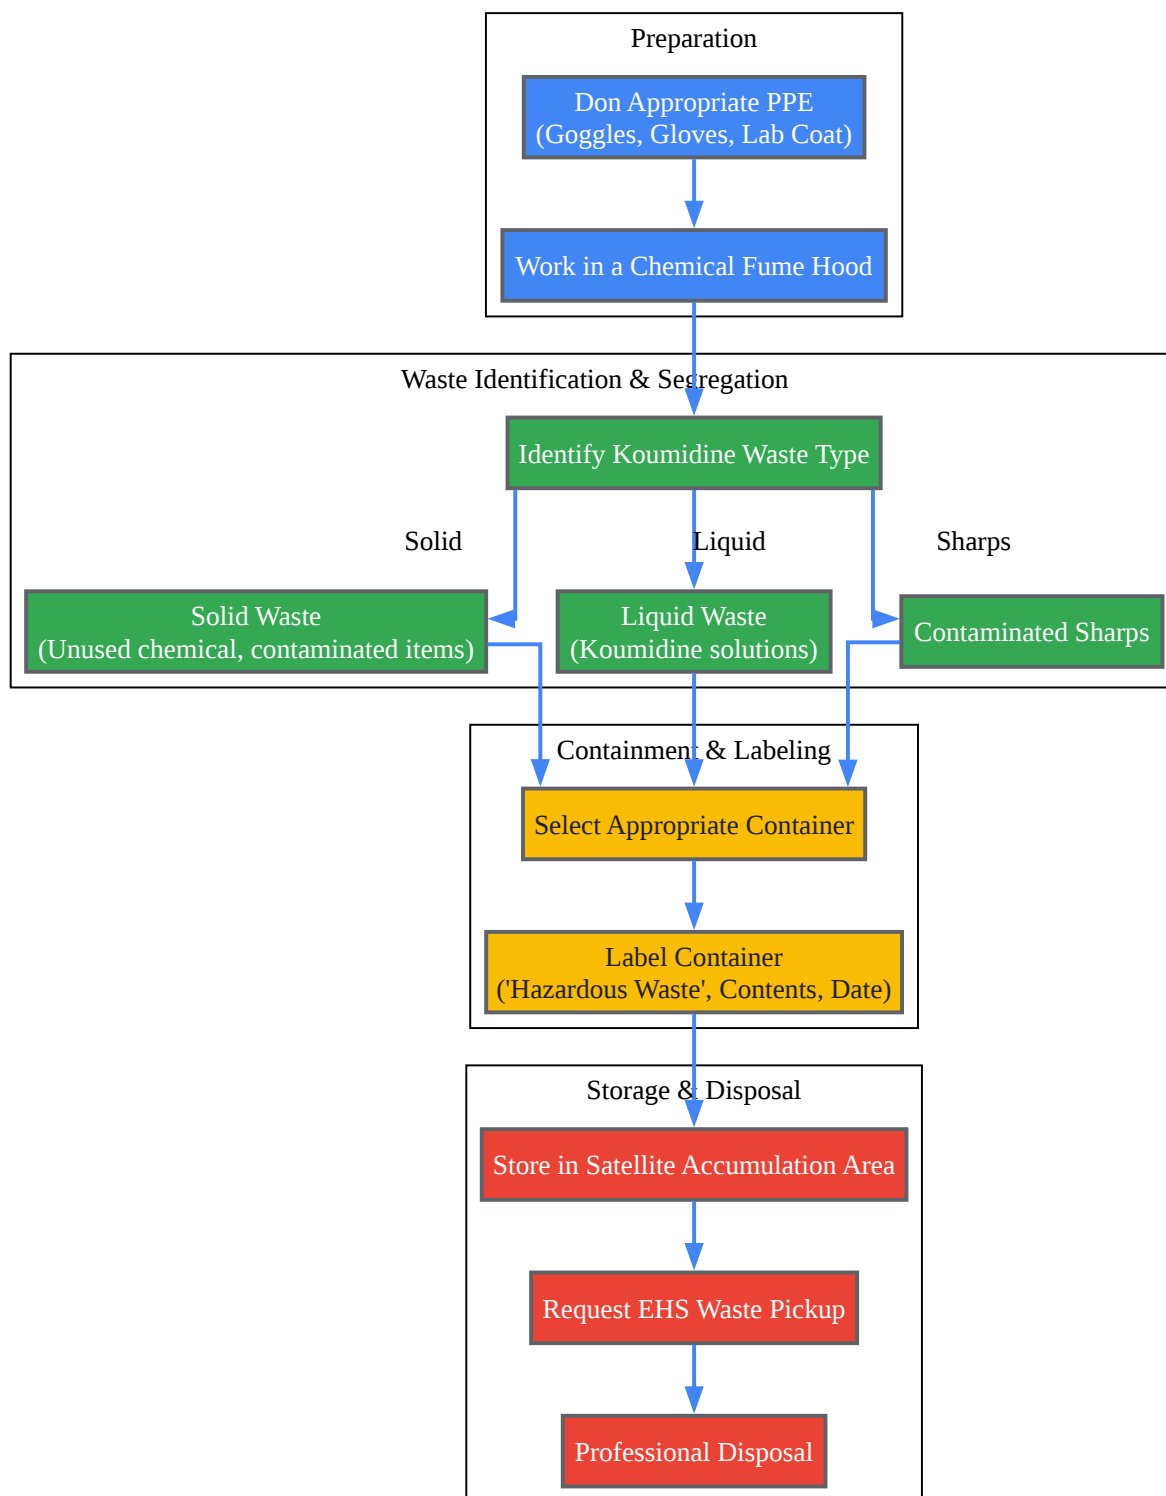 Preparation
Don Appropriate PPE
(Goggles, Gloves, Lab Coat)
Work in a Chemical Fume Hood
Waste Identification & Segregation
Identify Koumidine Waste Type
Solid
Liquid
Sharps
Solid Waste
(Unused chemical, contaminated items)
Liquid Waste
(Koumidine solutions)
Contaminated Sharps
Containment & Labeling
Select Appropriate Container
Label Container
('Hazardous Waste', Contents, Date)
Storage & Disposal
Store in Satellite Accumulation Area
Request EHS Waste Pickup
Professional Disposal